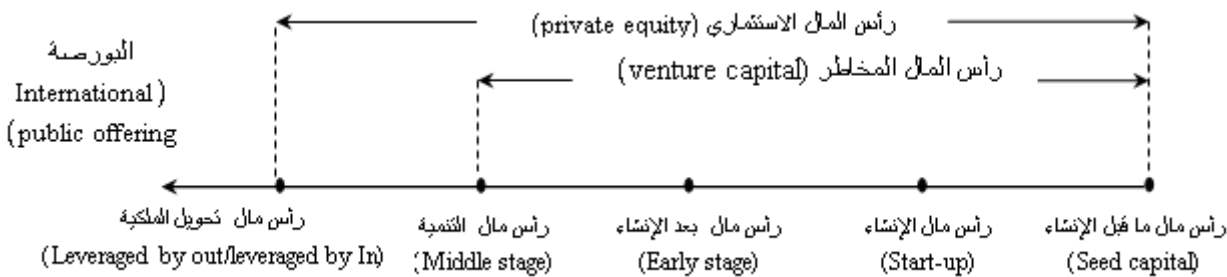 رأس المال الاستثماري (private equity)
رأس المال المخاطر (venture capital)
البورصة
International )
(public offering
رأس مال ما قبل الإنشاء
(Seed capital)
رأس مال الإنشاء
(Start-up)
رأس مال بعد الإنشاء
(Early stage)
رأس مال التنمية
(Middle stage)
رأس مال تحويل الملكية
(Leveraged by out/leveraged by In)